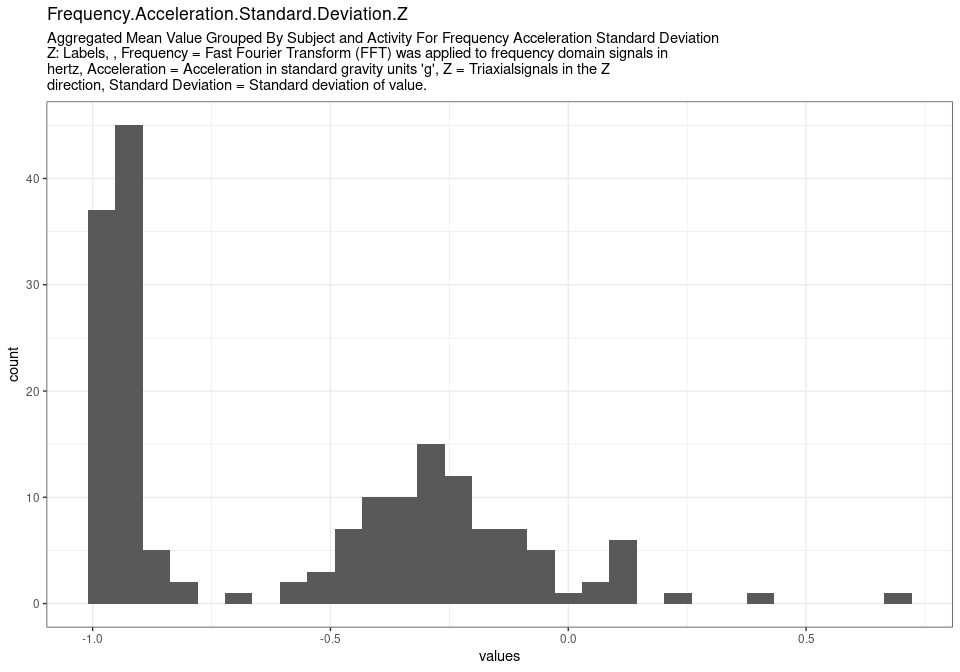 Frequency.Acceleration.Standard.Deviation.Z
Aggregated Mean Value Grouped By Subject and Activity For Frequency Acceleration Standard Deviation
Z: Labels, , Frequency = Fast Fourier Transform (FFT) was applied to frequency domain signals in
hertz, Acceleration = Acceleration in standard gravity units 'g', Z = Triaxialsignals in the Z
direction, Standard Deviation = Standard deviation of value.
40
30
20
10
0
count
-1.0
-0.5
0.0
0.5
values